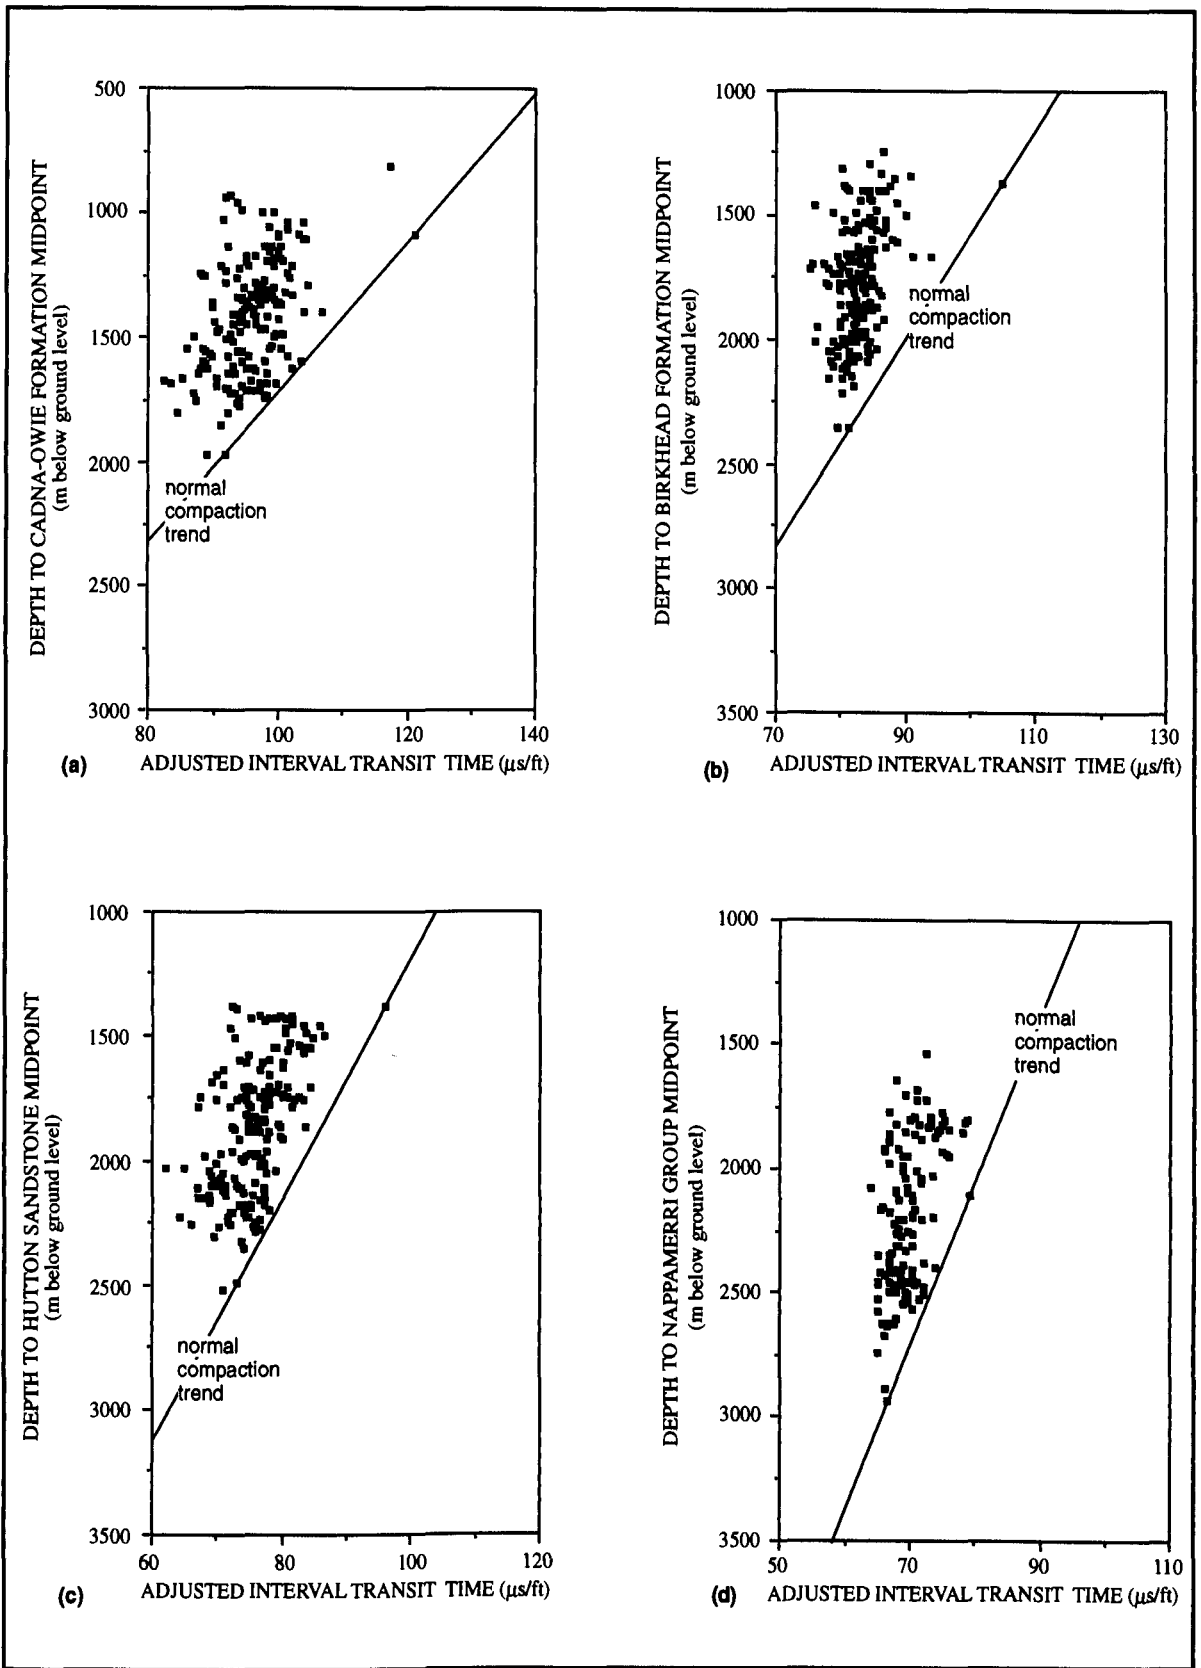 DEPTH TO CADNA-OWIE FORMATION MIDPOINT
(m below ground level)
500
1000
1500
2000
2500
3000
normal
compaction
trend
80
100
120
140
(a)
ADJUSTED INTERVAL TRANSIT TIME (µs/ft)
DEPTH TO BIRKHEAD FORMATION MIDPOINT
(m below ground level)
1000
1500
2000
2500
3000
3500
normal
compaction
trend
70
90
110
130
(b)
ADJUSTED INTERVAL TRANSIT TIME (µs/ft)
DEPTH TO HUTTON SANDSTONE MIDPOINT
(m below ground level)
1000
1500
2000
2500
3000
3500
normal
compaction
trend
60
80
100
120
(c)
ADJUSTED INTERVAL TRANSIT TIME (µs/ft)
DEPTH TO NAPPAMERRI GROUP MIDPOINT
(m below ground level)
1000
1500
2000
2500
3000
3500
normal
compaction
trend
50
70
90
110
(d)
ADJUSTED INTERVAL TRANSIT TIME (µs/ft)